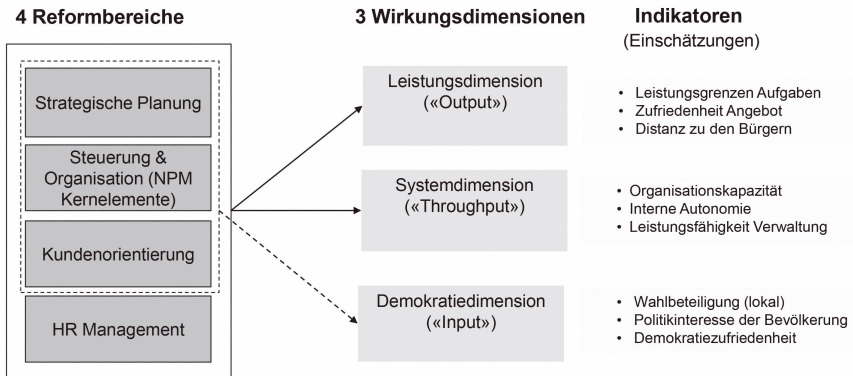 4 Reformbereiche
Strategische Planung
Steuerung &
Organisation (NPM
Kernelemente)
Kundenorientierung
HR Management
3 Wirkungsdimensionen
Leistungsdimension
(«Output»)
Systemdimension
(«Throughput»)
Demokratiedimension
(«Input»)
Indikatoren
(Einschätzungen)
• Leistungsgrenzen Aufgaben
• Zufriedenheit Angebot
• Distanz zu den Bürgern
• Organisationskapazität
• Interne Autonomie
• Leistungsfähigkeit Verwaltung
• Wahlbeteiligung (lokal)
• Politikinteresse der Bevölkerung
• Demokratiezufriedenheit